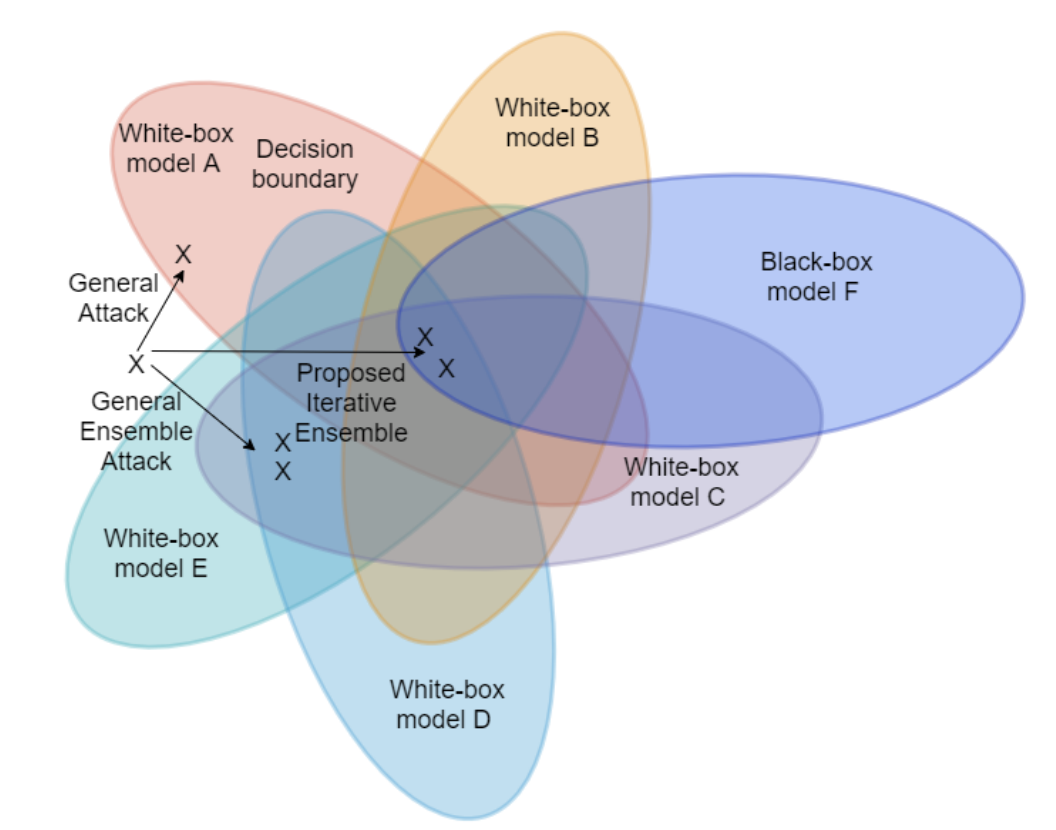 White-box
model A
Decision
boundary
White-box
model B
Black-box
model F
X
General
Attack
X
X
X
Proposed
Iterative
Ensemble
General
Ensemble
Attack
X
X
White-box
model C
White-box
model E
White-box
model D